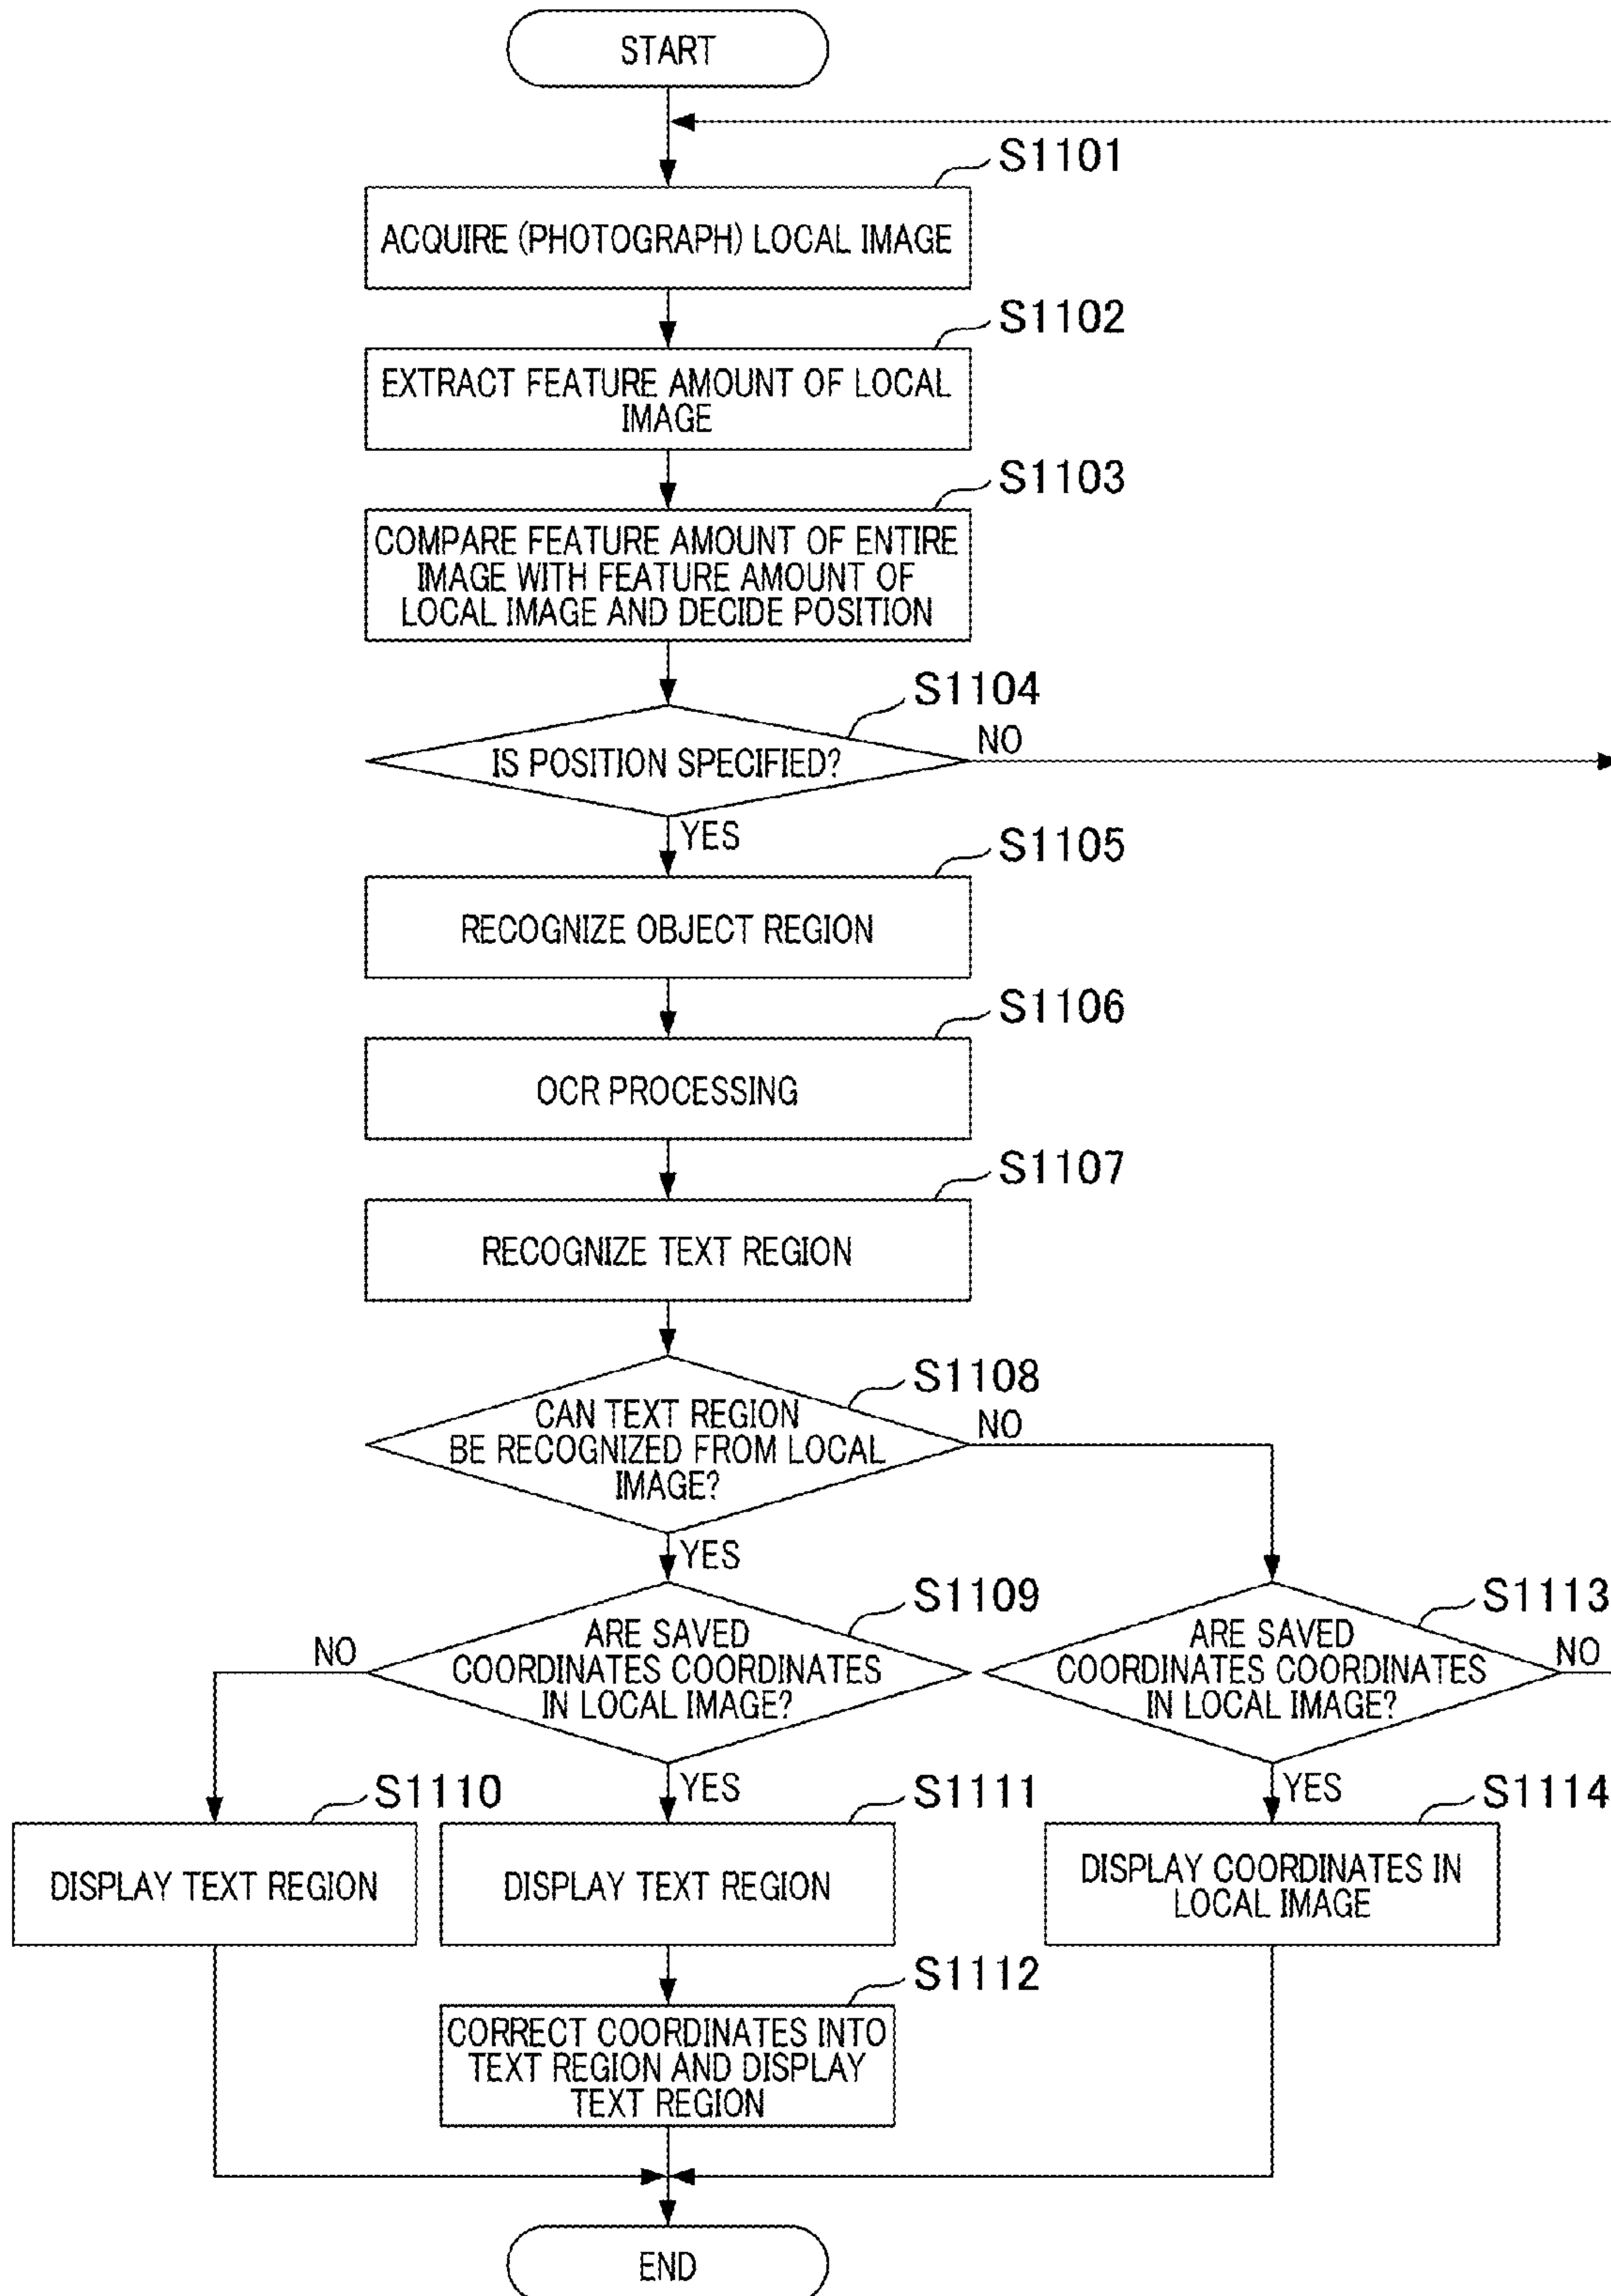 START
S1101
ACQUIRE (PHOTOGRAPH) LOCAL IMAGE
S1102
EXTRACT FEATURE AMOUNT OF LOCAL
IMAGE
S1103
COMPARE FEATURE AMOUNT OF ENTIRE
IMAGE WITH FEATURE AMOUNT OF
LOCAL IMAGE AND DECIDE POSITION
S1104
IS POSITION SPECIFIED?
NO
YES
S1105
RECOGNIZE OBJECT REGION
S1106
OCR PROCESSING
S1107
RECOGNIZE TEXT REGION
S1108
CAN TEXT REGION
BE RECOGNIZED FROM LOCAL
IMAGE?
NO
YES
S1109
ARE SAVED
COORDINATES COORDINATES
IN LOCAL IMAGE?
NO
YES
S1113
ARE SAVED
COORDINATES COORDINATES
IN LOCAL IMAGE?
NO
YES
S1110
DISPLAY TEXT REGION
S1111
DISPLAY TEXT REGION
S1114
DISPLAY COORDINATES IN
LOCAL IMAGE
S1112
CORRECT COORDINATES INTO
TEXT REGION AND DISPLAY
TEXT REGION
END